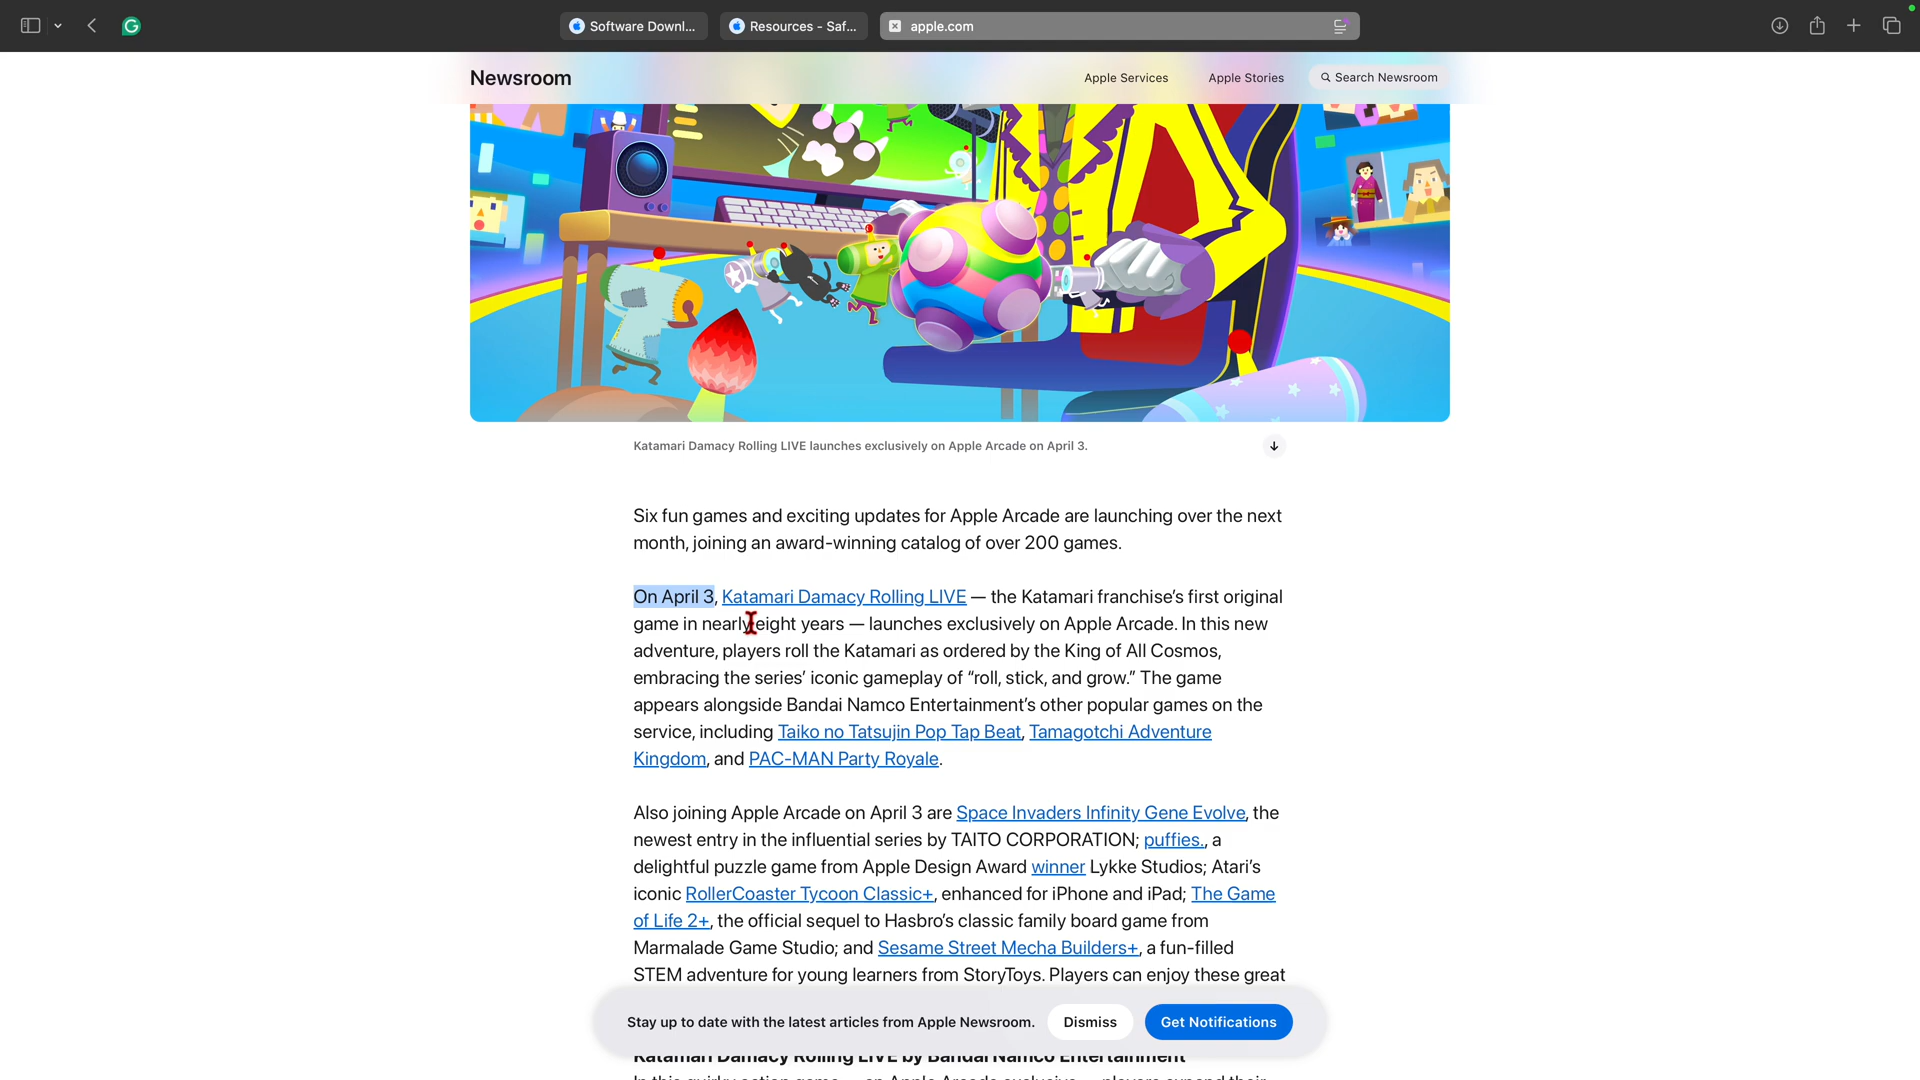 Software Downl...
Resources - Saf...
apple.com
Newsroom
Apple Services
Apple Stories
Search Newsroom
Katamari Damacy Rolling LIVE launches exclusively on Apple Arcade on April 3.
Six fun games and exciting updates for Apple Arcade are launching over the next
month, joining an award-winning catalog of over 200 games.
On April 3, Katamari Damacy Rolling LIVE — the Katamari franchise’s first original
game in nearly eight years — launches exclusively on Apple Arcade. In this new
adventure, players roll the Katamari as ordered by the King of All Cosmos,
embracing the series’ iconic gameplay of “roll, stick, and grow.” The game
appears alongside Bandai Namco Entertainment’s other popular games on the
service, including Taiko no Tatsujin Pop Tap Beat, Tamagotchi Adventure
Kingdom, and PAC-MAN Party Royale.
Also joining Apple Arcade on April 3 are Space Invaders Infinity Gene Evolve, the
newest entry in the influential series by TAITO CORPORATION; puffies., a
delightful puzzle game from Apple Design Award winner Lykke Studios; Atari’s
iconic RollerCoaster Tycoon Classic+, enhanced for iPhone and iPad; The Game
of Life 2+, the official sequel to Hasbro’s classic family board game from
Marmalade Game Studio; and Sesame Street Mecha Builders+, a fun-filled
STEM adventure for young learners from StoryToys. Players can enjoy these great
Stay up to date with the latest articles from Apple Newsroom.
Dismiss
Get Notifications
Katamari Damacy Rolling LIVE by Bandai Namco Entertainment